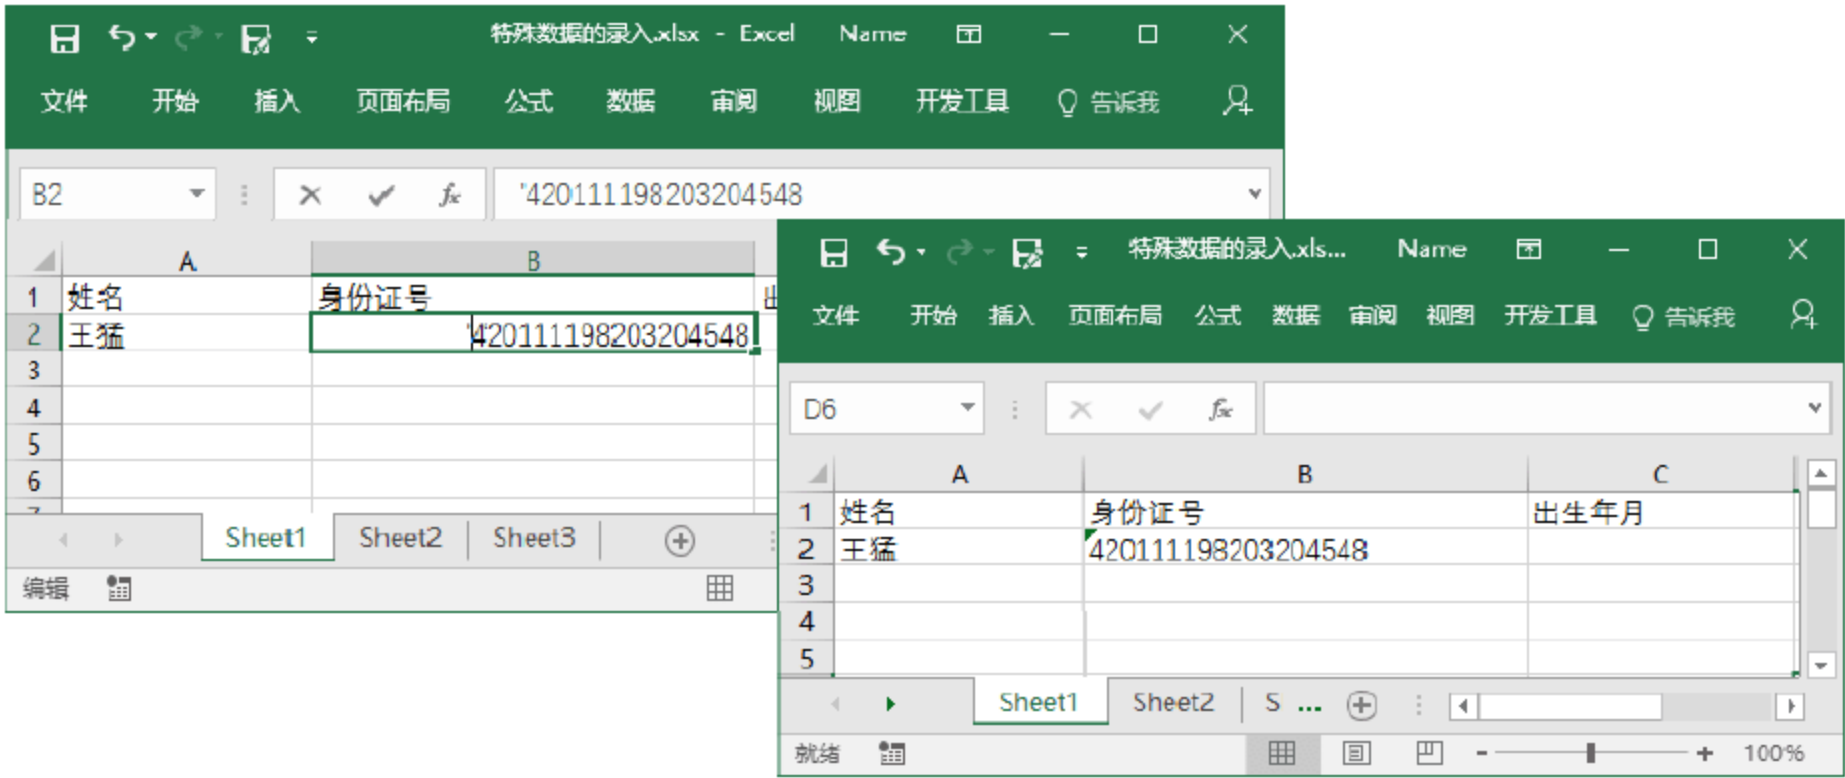 特殊数据的录入.xlsx - Excel Name
文件 开始 插入 页面布局 公式 数据 审阅 视图 开发工具 告诉我
B2 fx '420111198203204548
A B
1 姓名 身份证号
2 王猛 '420111198203204548
3
4
5
6
Sheet1 Sheet2 Sheet3
编辑
特殊数据的录入.xls... Name
文件 开始 插入 页面布局 公式 数据 审阅 视图 开发工具 告诉我
D6 fx
A B C
1 姓名 身份证号 出生年月
2 王猛 420111198203204548
3
4
5
Sheet1 Sheet2 S ...
就绪 100%